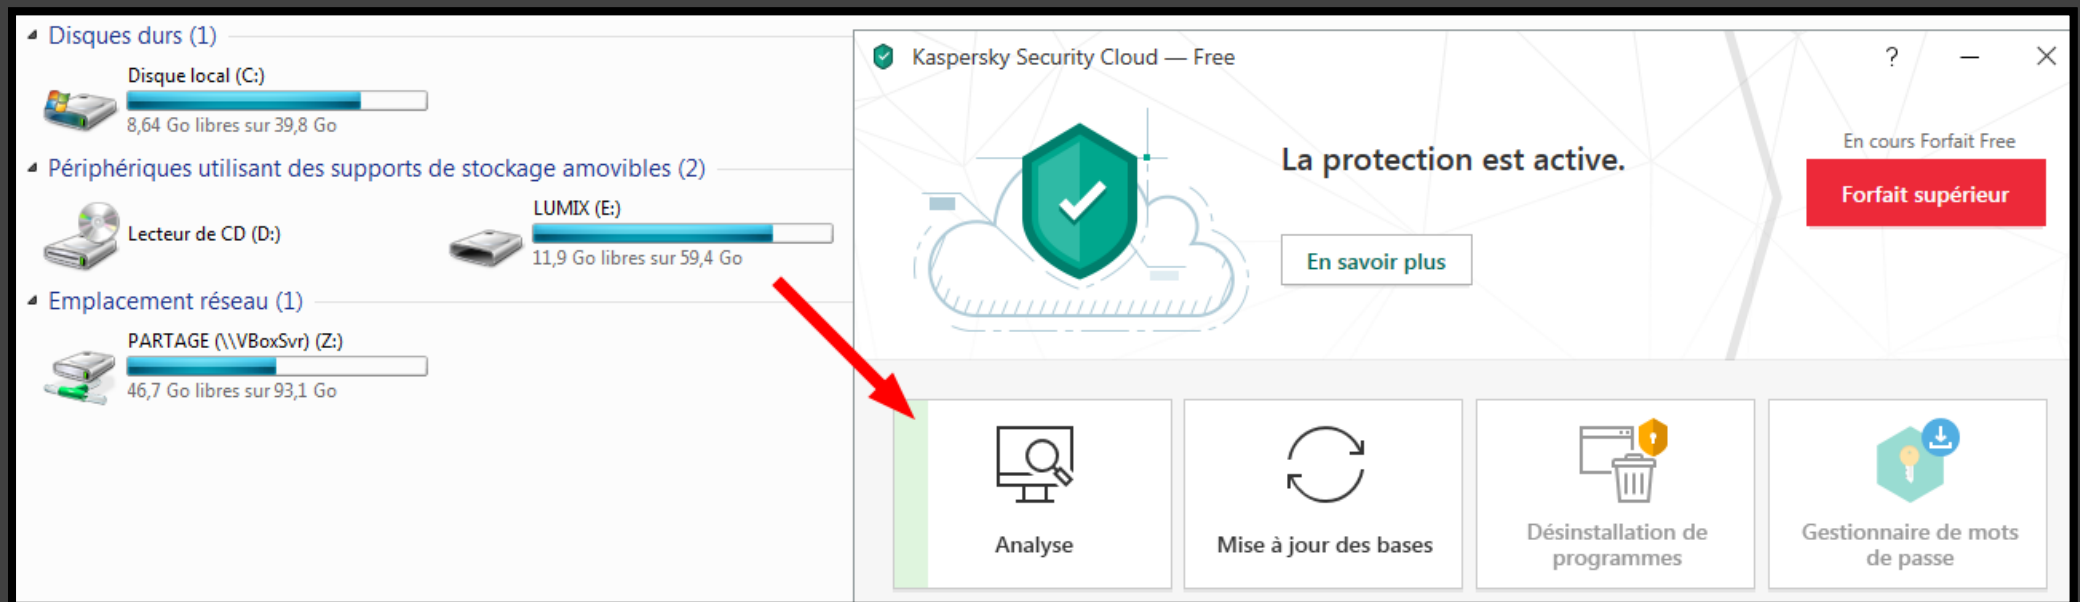 Disques durs (1)
Disque local (C:)
8,64 Go libres sur 39,8 Go
Périphériques utilisant des supports de stockage amovibles (2)
Lecteur de CD (D:)
LUMIX (E:)
11,9 Go libres sur 59,4 Go
Emplacement réseau (1)
PARTAGE (\\VBoxSvr) (Z:)
46,7 Go libres sur 93,1 Go
Kaspersky Security Cloud — Free
?
La protection est active.
En savoir plus
En cours Forfait Free
Forfait supérieur
Analyse
Mise à jour des bases
Désinstallation de
programmes
Gestionnaire de mots
de passe